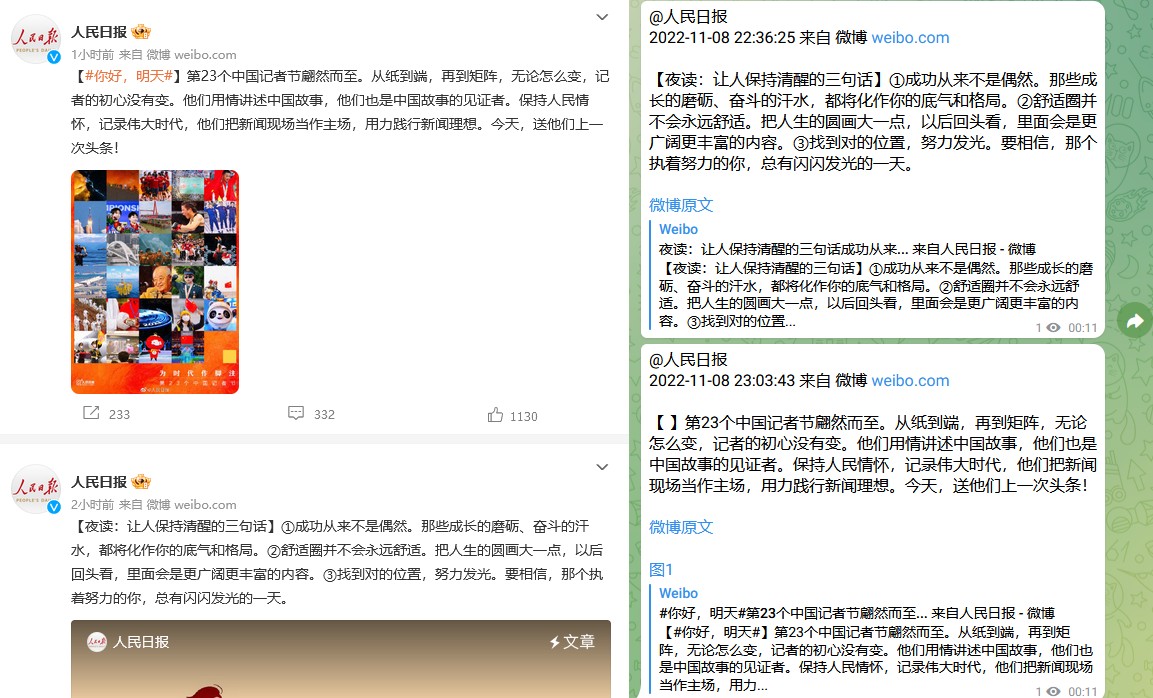 人民日报
1小时前 来自 微博 weibo.com
【#你好，明天#】第23个中国记者节翩然而至。从纸到端，再到矩阵，无论怎么变，记
者的初心没有变。他们用情讲述中国故事，他们也是中国故事的见证者。保持人民情
怀，记录伟大时代，他们把新闻现场当作主场，用力践行新闻理想。今天，送他们上一
次头条！
为时代作脚注
第23个中国记者节
233
332
1130
人民日报
2小时前 来自 微博 weibo.com
【夜读：让人保持清醒的三句话】①成功从来不是偶然。那些成长的磨砺、奋斗的汗
水，都将化作你的底气和格局。②舒适圈并不会永远舒适。把人生的圆画大一点，以后
回头看，里面会是更广阔更丰富的内容。③找到对的位置，努力发光。要相信，那个执
着努力的你，总有闪闪发光的一天。
人民日报
文章
@人民日报
2022-11-08 22:36:25 来自 微博 weibo.com
【夜读：让人保持清醒的三句话】①成功从来不是偶然。那些成
长的磨砺、奋斗的汗水，都将化作你的底气和格局。②舒适圈并
不会永远舒适。把人生的圆画大一点，以后回头看，里面会是更
广阔更丰富的内容。③找到对的位置，努力发光。要相信，那个
执着努力的你，总有闪闪发光的一天。
微博原文
Weibo
夜读：让人保持清醒的三句话成功从来... 来自人民日报 - 微博
【夜读：让人保持清醒的三句话】①成功从来不是偶然。那些成长的磨
砺、奋斗的汗水，都将化作你的底气和格局。②舒适圈并不会永远舒
适。把人生的圆画大一点，以后回头看，里面会是更广阔更丰富的内
容。③找到对的位置...
1 00:11
@人民日报
2022-11-08 23:03:43 来自 微博 weibo.com
【 】第23个中国记者节翩然而至。从纸到端，再到矩阵，无论
怎么变，记者的初心没有变。他们用情讲述中国故事，他们也是
中国故事的见证者。保持人民情怀，记录伟大时代，他们把新闻
现场当作主场，用力践行新闻理想。今天，送他们上一次头条！
微博原文
图1
Weibo
#你好，明天#第23个中国记者节翩然而至... 来自人民日报 - 微博
【#你好，明天#】第23个中国记者节翩然而至。从纸到端，再到矩
阵，无论怎么变，记者的初心没有变。他们用情讲述中国故事，他们也
是中国故事的见证者。保持人民情怀，记录伟大时代，他们把新闻现场
当作主场，用力...
1 00:11